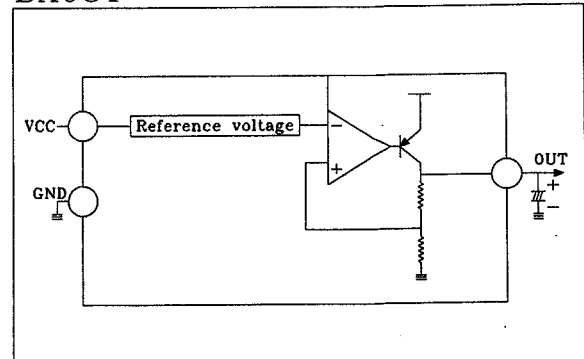 VCC
Reference voltage
−
+
GND
OUT
+
−